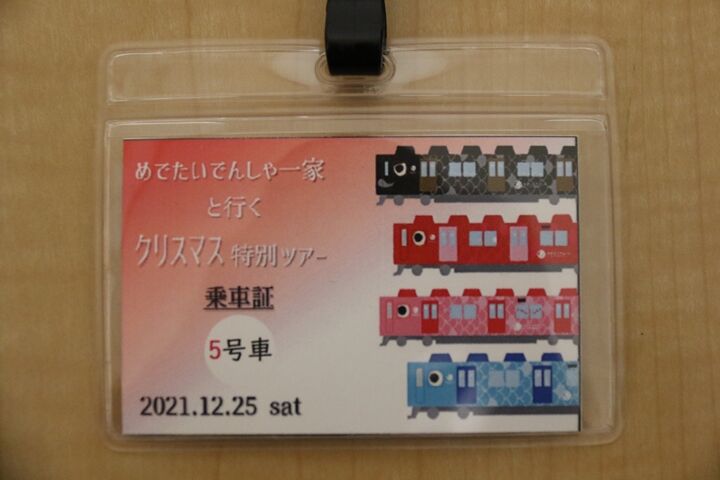 めでたいでんしゃ一家
と行く
クリスマス 特別ツアー
乗車証
5号車
2021.12.25 sat